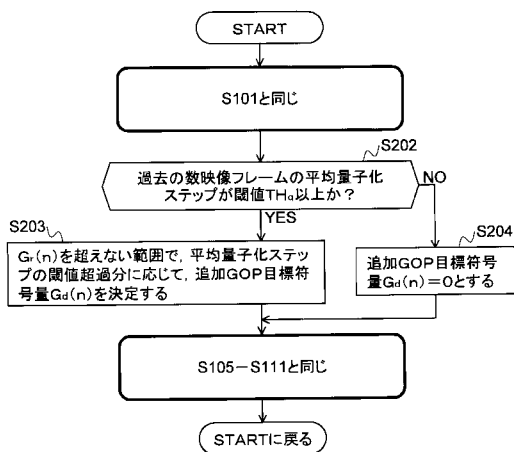 START
S101と同じ
S202
過去の数映像フレームの平均量子化
ステップが閾値THq以上か？
NO
YES
S203
Gr(n)を超えない範囲で，平均量子化ステッ
プの閾値超過分に応じて，追加GOP目標符
号量Gd(n)を決定する
S204
追加GOP目標符号
量Gd(n)＝0とする
S105－S111と同じ
STARTに戻る